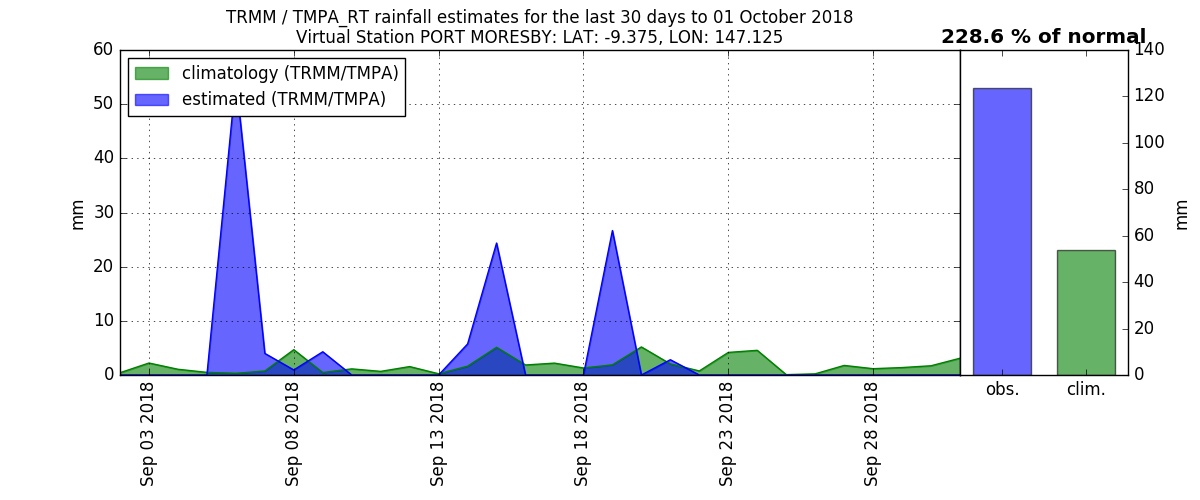 TRMM / TMPA_RT rainfall estimates for the last 30 days to 01 October 2018
Virtual Station PORT MORESBY: LAT: -9.375, LON: 147.125
228.6 % of normal
climatology (TRMM/TMPA)
estimated (TRMM/TMPA)
60
50
40
30
20
10
0
mm
Sep 03 2018
Sep 08 2018
Sep 13 2018
Sep 18 2018
Sep 23 2018
Sep 28 2018
140
120
100
80
60
40
20
0
mm
obs.
clim.